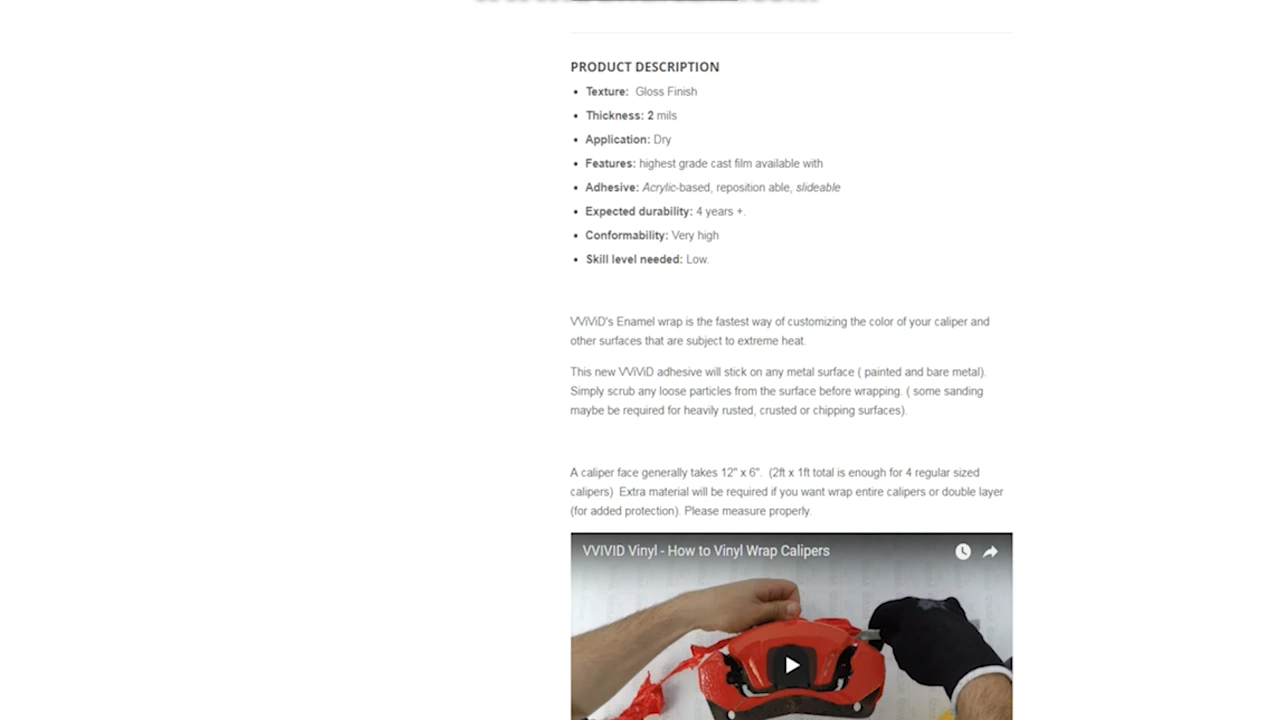 PRODUCT DESCRIPTION
• Texture: Gloss Finish
• Thickness: 2 mils
• Application: Dry
• Features: highest grade cast film available with
• Adhesive: Acrylic-based, reposition able, slideable
• Expected durability: 4 years +.
• Conformability: Very high
• Skill level needed: Low.
VViViD's Enamel wrap is the fastest way of customizing the color of your caliper and
other surfaces that are subject to extreme heat.
This new VViViD adhesive will stick on any metal surface ( painted and bare metal).
Simply scrub any loose particles from the surface before wrapping. ( some sanding
maybe be required for heavily rusted, crusted or chipping surfaces).
A caliper face generally takes 12" x 6". (2ft x 1ft total is enough for 4 regular sized
calipers) Extra material will be required if you want wrap entire calipers or double layer
(for added protection). Please measure properly.
VVIVID Vinyl - How to Vinyl Wrap Calipers